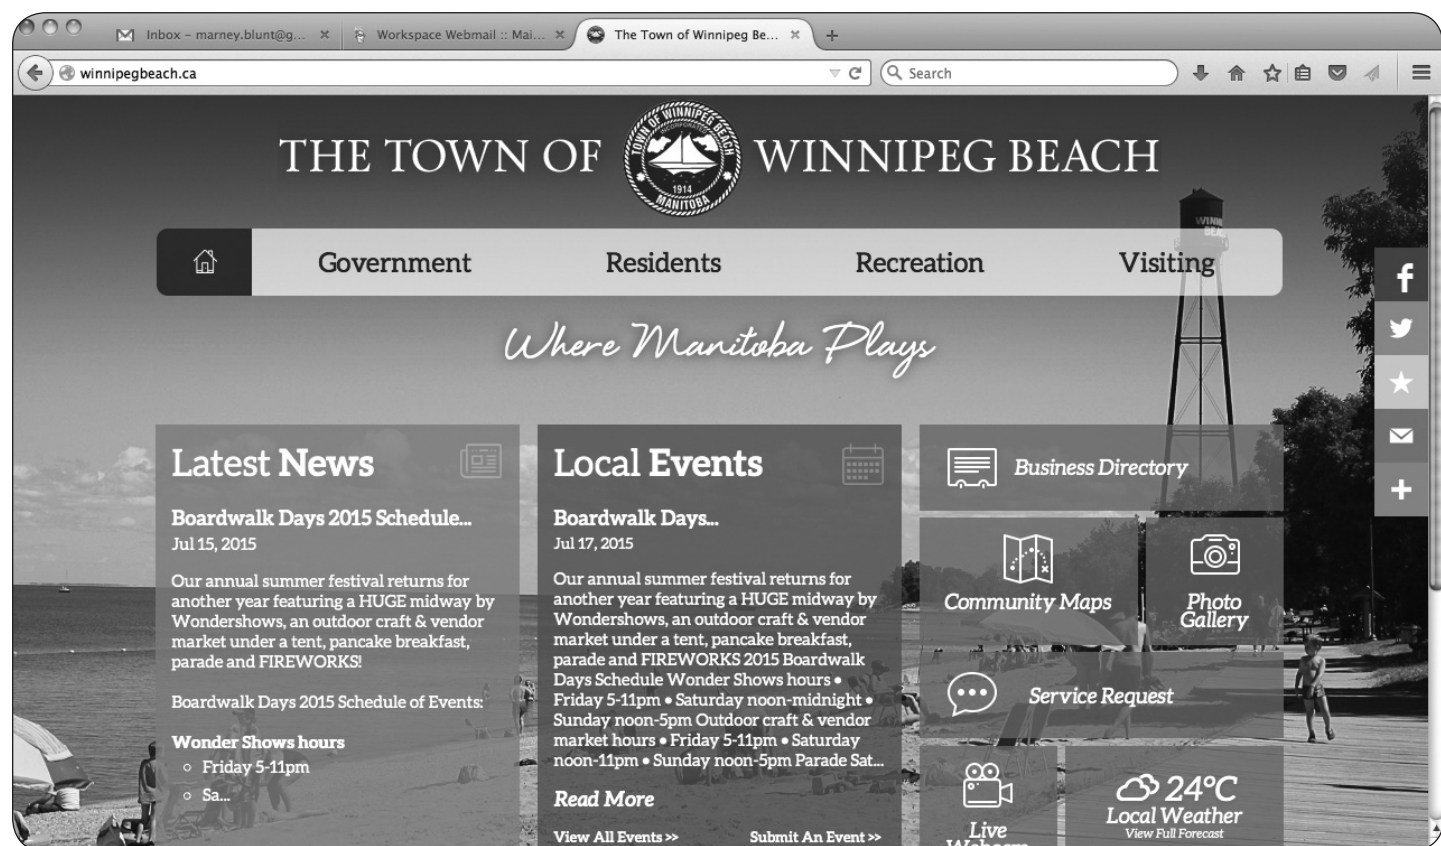 Inbox – marney.blunt@g...
Workspace Webmail :: Mai...
The Town of Winnipeg Be...
winnipegbeach.ca
Search
THE TOWN OF
TOWN OF WINNIPEG BEACH
INCORPORATED
1914
MANITOBA
WINNIPEG BEACH
Government
Residents
Recreation
Visiting
Where Manitoba Plays
Latest News
Boardwalk Days 2015 Schedule...
Jul 15, 2015
Our annual summer festival returns for
another year featuring a HUGE midway by
Wondershows, an outdoor craft & vendor
market under a tent, pancake breakfast,
parade and FIREWORKS!
Boardwalk Days 2015 Schedule of Events:
Wonder Shows hours
Friday 5-11pm
Sa...
Local Events
Boardwalk Days...
Jul 17, 2015
Our annual summer festival returns for
another year featuring a HUGE midway by
Wondershows, an outdoor craft & vendor
market under a tent, pancake breakfast,
parade and FIREWORKS 2015 Boardwalk
Days Schedule Wonder Shows hours •
Friday 5-11pm • Saturday noon-midnight •
Sunday noon-5pm Outdoor craft & vendor
market hours • Friday 5-11pm • Saturday
noon-11pm • Sunday noon-5pm Parade Sat...
Read More
View All Events >>
Submit An Event >>
Business Directory
Community Maps
Photo
Gallery
Service Request
Live
Webcam
24°C
Local Weather
View Full Forecast